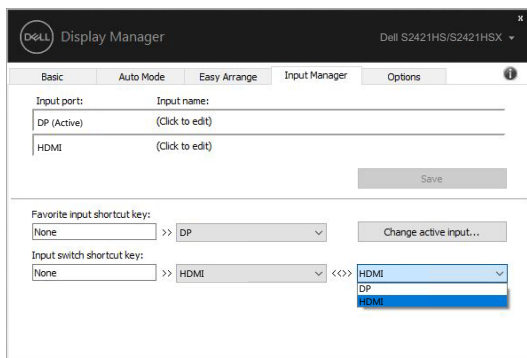 x
DELL Display Manager Dell S2421HS/S2421HSX
Basic Auto Mode Easy Arrange Input Manager Options i
Input port: Input name:
DP (Active) (Click to edit)
HDMI (Click to edit)
Save
Favorite input shortcut key:
None >> DP Change active input...
Input switch shortcut key:
None >> HDMI <<>> HDMI
DP
HDMI